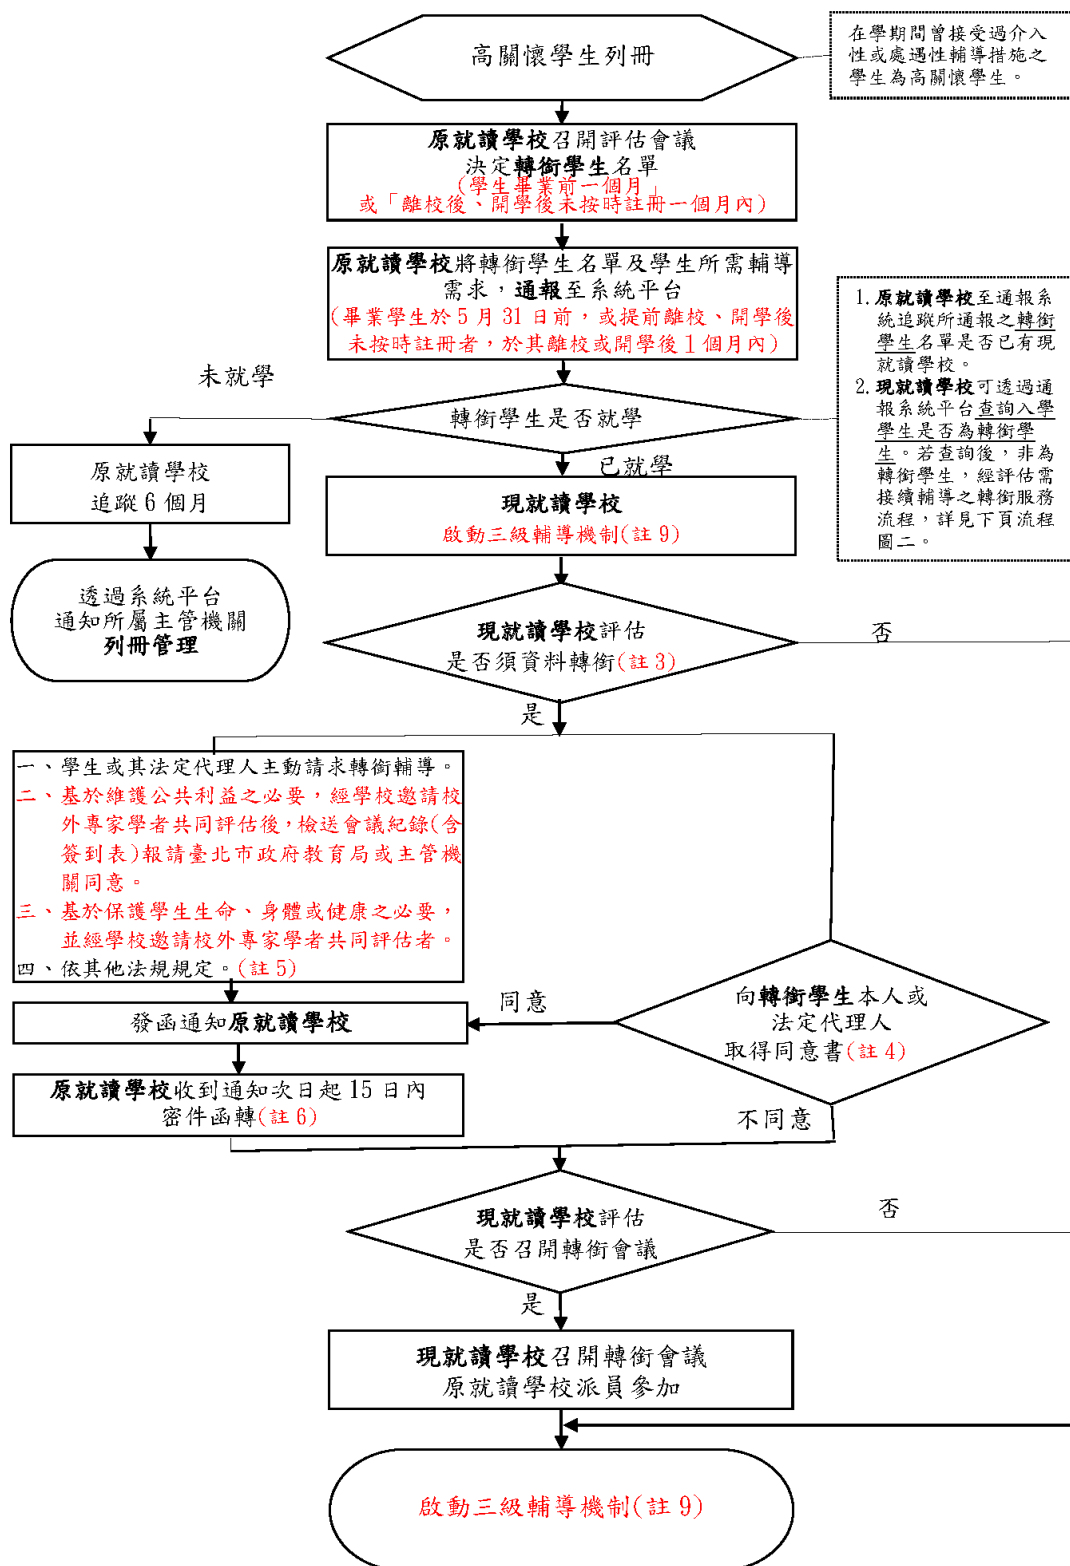 高關懷學生列冊
在學期間曾接受過介入
性或處遇性輔導措施之
學生為高關懷學生。
原就讀學校召開評估會議
決定轉銜學生名單
(學生畢業前一個月」
或「離校後、開學後未按時註冊一個月內)
原就讀學校將轉銜學生名單及學生所需輔導
需求，通報至系統平台
(畢業學生於5月31日前，或提前離校、開學後
未按時註冊者，於其離校或開學後1個月內)
1. 原就讀學校至通報系
統追蹤所通報之轉銜
學生名單是否已有現
就讀學校。
2. 現就讀學校可透過通
報系統平台查詢入學
學生是否為轉銜學
生。若查詢後，非為
轉銜學生，經評估需
接續輔導之轉銜服務
流程，詳見下頁流程
圖二。
未就學
轉銜學生是否就學
已就學
原就讀學校
追蹤6個月
透過系統平台
通知所屬主管機關
列冊管理
現就讀學校
啟動三級輔導機制(註9)
現就讀學校評估
是否須資料轉銜(註3)
否
是
一、學生或其法定代理人主動請求轉銜輔導。
二、基於維護公共利益之必要，經學校邀請校
外專家學者共同評估後，檢送會議紀錄(含
簽到表)報請臺北市政府教育局或主管機
關同意。
三、基於保護學生生命、身體或健康之必要，
並經學校邀請校外專家學者共同評估者。
四、依其他法規規定。(註5)
向轉銜學生本人或
法定代理人
取得同意書(註4)
同意
不同意
發函通知原就讀學校
原就讀學校收到通知次日起15日內
密件函轉(註6)
現就讀學校評估
是否召開轉銜會議
否
是
現就讀學校召開轉銜會議
原就讀學校派員參加
啟動三級輔導機制(註9)